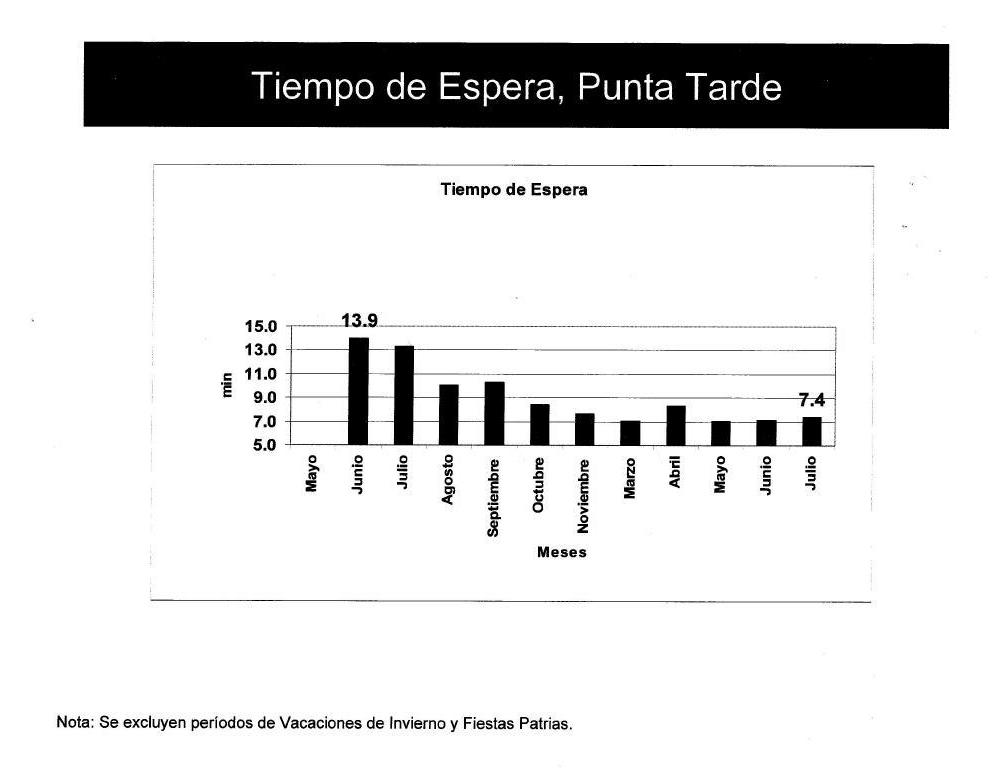 Tiempo de Espera, Punta Tarde
Tiempo de Espera
13.9
15.0
13.0
11.0
9.0
7.0
5.0
min
7.4
Mayo
Junio
Julio
Agosto
Septiembre
Octubre
Noviembre
Marzo
Abril
Mayo
Junio
Julio
Meses
Nota: Se excluyen períodos de Vacaciones de Invierno y Fiestas Patrias.